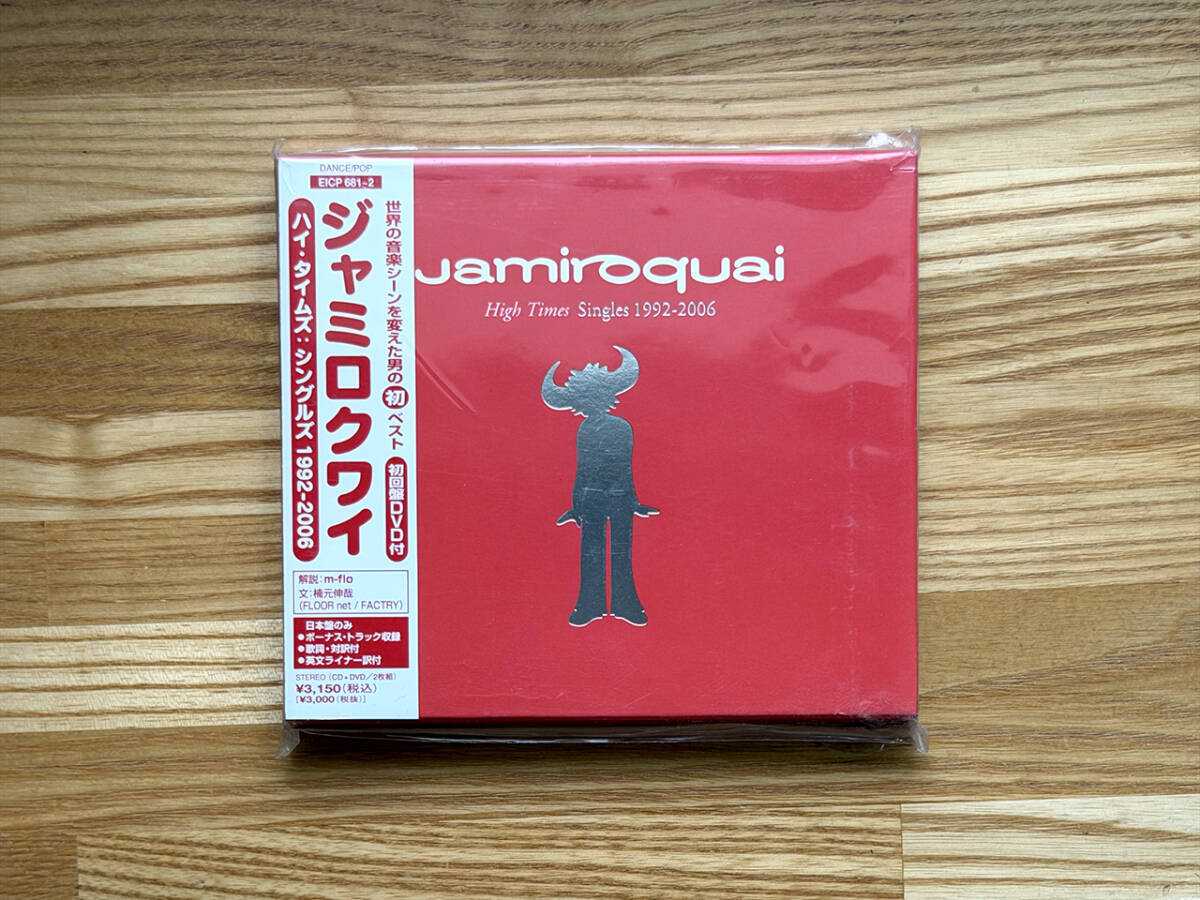 DANCE/POP
EICP 681~2
世界の音楽シーンを変えた男の初ベスト
初回盤DVD付
ジャミロクワイ
ハイ・タイムズ:シングルズ 1992-2006
解説:m-flo
文:楠元伸哉
(FLOOR net / FACTRY)
日本盤のみ
●ボーナス・トラック収録
●歌詞・対訳付
●英文ライナー訳付
STEREO (CD+DVD/2枚組)
¥3,150(税込)
[¥3,000(税抜)]
Jamiroquai
High Times Singles 1992-2006